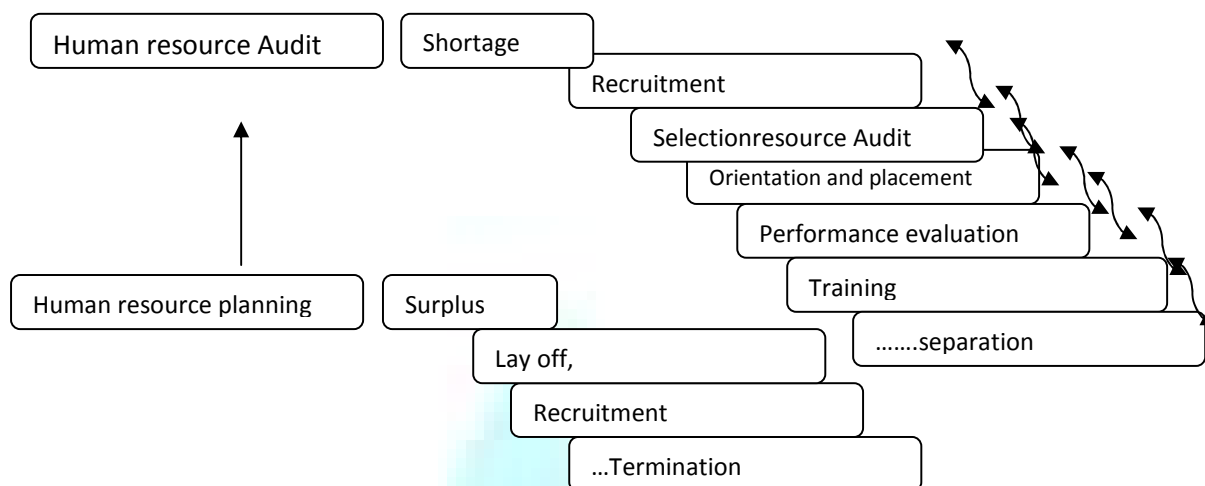 Human resource Audit
Shortage
Recruitment
Selectionresource Audit
Orientation and placement
Performance evaluation
Training
…….separation
Human resource planning
Surplus
Lay off,
Recruitment
…Termination